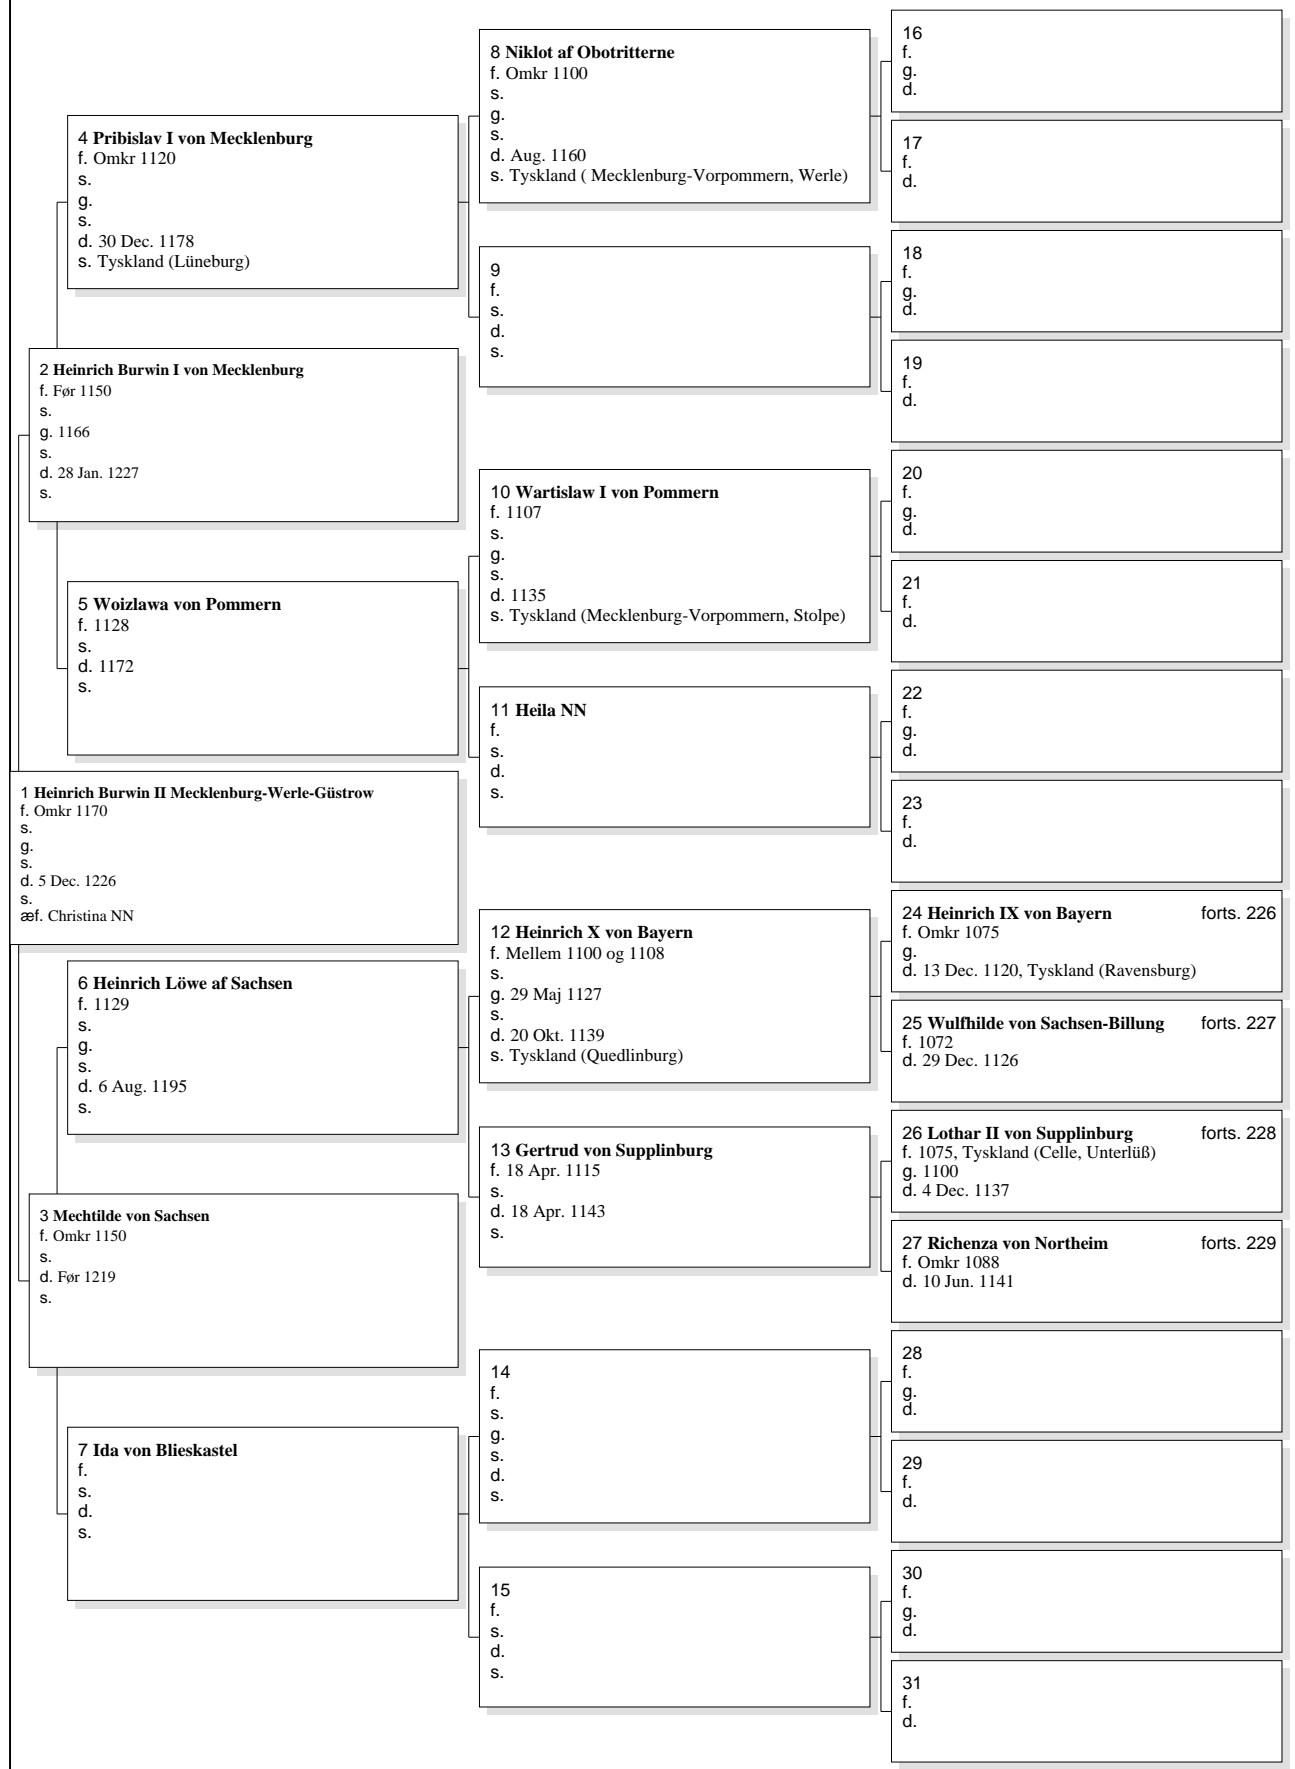 16
f.
g.
d.
8 Niklot af Obotritterne
f. Omkr 1100
s.
g.
s.
d. Aug. 1160
s. Tyskland ( Mecklenburg-Vorpommern, Werle)
17
f.
d.
4 Pribislav I von Mecklenburg
f. Omkr 1120
s.
g.
s.
d. 30 Dec. 1178
s. Tyskland (Lüneburg)
18
f.
g.
d.
9
f.
s.
d.
s.
19
f.
d.
2 Heinrich Burwin I von Mecklenburg
f. Før 1150
s.
g. 1166
s.
d. 28 Jan. 1227
s.
20
f.
g.
d.
10 Wartislaw I von Pommern
f. 1107
s.
g.
s.
d. 1135
s. Tyskland (Mecklenburg-Vorpommern, Stolpe)
21
f.
d.
5 Woizlawa von Pommern
f. 1128
s.
d. 1172
s.
22
f.
g.
d.
11 Heila NN
f.
s.
d.
s.
23
f.
d.
1 Heinrich Burwin II Mecklenburg-Werle-Güstrow
f. Omkr 1170
s.
g.
s.
d. 5 Dec. 1226
s.
æf. Christina NN
24 Heinrich IX von Bayern forts. 226
f. Omkr 1075
g.
d. 13 Dec. 1120, Tyskland (Ravensburg)
12 Heinrich X von Bayern
f. Mellem 1100 og 1108
s.
g. 29 Maj 1127
s.
d. 20 Okt. 1139
s. Tyskland (Quedlinburg)
25 Wulfhilde von Sachsen-Billung forts. 227
f. 1072
d. 29 Dec. 1126
6 Heinrich Löwe af Sachsen
f. 1129
s.
g.
s.
d. 6 Aug. 1195
s.
26 Lothar II von Supplinburg forts. 228
f. 1075, Tyskland (Celle, Unterlüß)
g. 1100
d. 4 Dec. 1137
13 Gertrud von Supplinburg
f. 18 Apr. 1115
s.
d. 18 Apr. 1143
s.
27 Richenza von Northeim forts. 229
f. Omkr 1088
d. 10 Jun. 1141
3 Mechtilde von Sachsen
f. Omkr 1150
s.
d. Før 1219
s.
28
f.
g.
d.
14
f.
s.
g.
s.
d.
s.
29
f.
d.
7 Ida von Blieskastel
f.
s.
d.
s.
30
f.
g.
d.
15
f.
s.
d.
s.
31
f.
d.